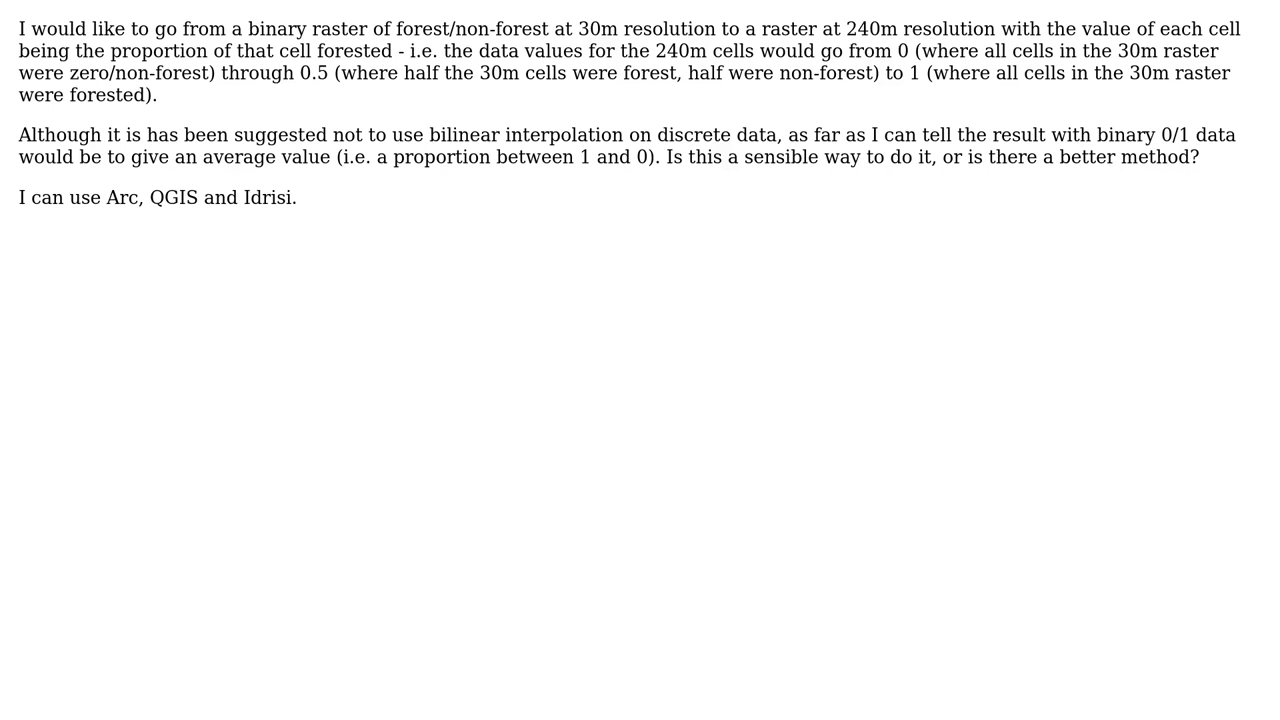 I would like to go from a binary raster of forest/non-forest at 30m resolution to a raster at 240m resolution with the value of each cell
being the proportion of that cell forested - i.e. the data values for the 240m cells would go from 0 (where all cells in the 30m raster
were zero/non-forest) through 0.5 (where half the 30m cells were forest, half were non-forest) to 1 (where all cells in the 30m raster
were forested).
Although it is has been suggested not to use bilinear interpolation on discrete data, as far as I can tell the result with binary 0/1 data
would be to give an average value (i.e. a proportion between 1 and 0). Is this a sensible way to do it, or is there a better method?
I can use Arc, QGIS and Idrisi.